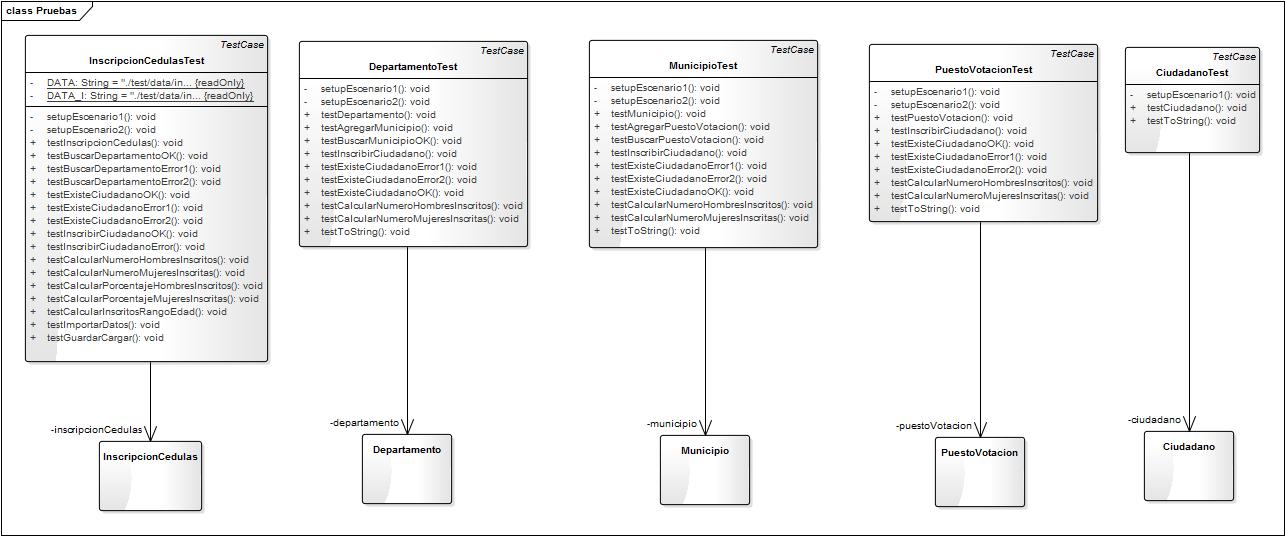 class Pruebas
TestCase
InscripcionCedulasTest
- DATA: String = "./test/data/in... {readOnly}
- DATA_I: String = "./test/data/in... {readOnly}
- setupEscenario1(): void
- setupEscenario2(): void
+ testInscripcionCedulas(): void
+ testBuscarDepartamentoOK(): void
+ testBuscarDepartamentoError1(): void
+ testBuscarDepartamentoError2(): void
+ testExisteCiudadanoOK(): void
+ testExisteCiudadanoError1(): void
+ testExisteCiudadanoError2(): void
+ testInscribirCiudadanoOK(): void
+ testInscribirCiudadanoError(): void
+ testCalcularNumeroHombresInscritos(): void
+ testCalcularNumeroMujeresInscritas(): void
+ testCalcularPorcentajeHombresInscritos(): void
+ testCalcularPorcentajeMujeresInscritas(): void
+ testCalcularInscritosRangoEdad(): void
+ testImportarDatos(): void
+ testGuardarCargar(): void
-inscripcionCedulas
InscripcionCedulas
TestCase
DepartamentoTest
- setupEscenario1(): void
- setupEscenario2(): void
+ testDepartamento(): void
+ testAgregarMunicipio(): void
+ testBuscarMunicipioOK(): void
+ testInscribirCiudadano(): void
+ testExisteCiudadanoError1(): void
+ testExisteCiudadanoError2(): void
+ testExisteCiudadanoOK(): void
+ testCalcularNumeroHombresInscritos(): void
+ testCalcularNumeroMujeresInscritas(): void
+ testToString(): void
-departamento
Departamento
TestCase
MunicipioTest
- setupEscenario1(): void
- setupEscenario2(): void
+ testMunicipio(): void
+ testAgregarPuestoVotacion(): void
+ testBuscarPuestoVotacion(): void
+ testInscribirCiudadano(): void
+ testExisteCiudadanoError1(): void
+ testExisteCiudadanoError2(): void
+ testExisteCiudadanoOK(): void
+ testCalcularNumeroHombresInscritos(): void
+ testCalcularNumeroMujeresInscritas(): void
+ testToString(): void
-municipio
Municipio
TestCase
PuestoVotacionTest
- setupEscenario1(): void
- setupEscenario2(): void
+ testPuestoVotacion(): void
+ testInscribirCiudadano(): void
+ testExisteCiudadanoOK(): void
+ testExisteCiudadanoError1(): void
+ testExisteCiudadanoError2(): void
+ testCalcularNumeroHombresInscritos(): void
+ testCalcularNumeroMujeresInscritas(): void
+ testToString(): void
-puestoVotacion
PuestoVotacion
TestCase
CiudadanoTest
- setupEscenario1(): void
+ testCiudadano(): void
+ testToString(): void
-ciudadano
Ciudadano